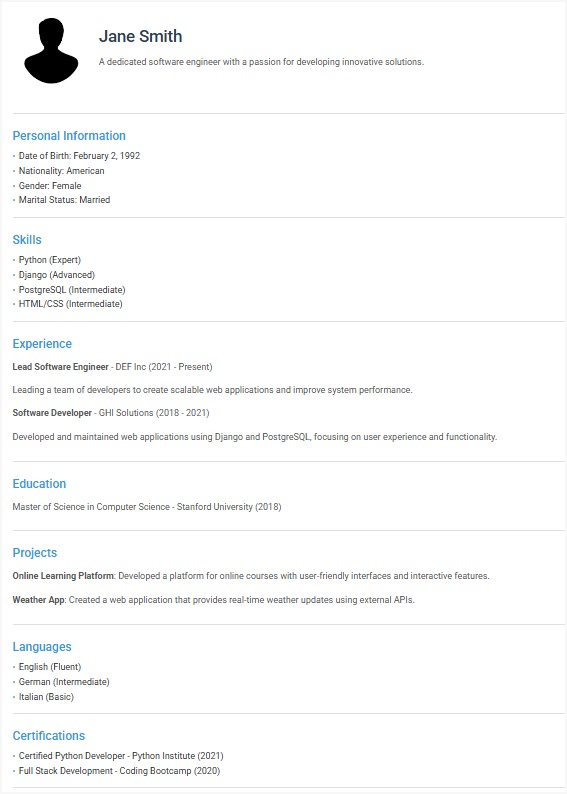 Jane Smith
A dedicated software engineer with a passion for developing innovative solutions.
Personal Information
• Date of Birth: February 2, 1992
• Nationality: American
• Gender: Female
• Marital Status: Married
Skills
• Python (Expert)
• Django (Advanced)
• PostgreSQL (Intermediate)
• HTML/CSS (Intermediate)
Experience
Lead Software Engineer - DEF Inc (2021 - Present)
Leading a team of developers to create scalable web applications and improve system performance.
Software Developer - GHI Solutions (2018 - 2021)
Developed and maintained web applications using Django and PostgreSQL, focusing on user experience and functionality.
Education
Master of Science in Computer Science - Stanford University (2018)
Projects
Online Learning Platform: Developed a platform for online courses with user-friendly interfaces and interactive features.
Weather App: Created a web application that provides real-time weather updates using external APIs.
Languages
• English (Fluent)
• German (Intermediate)
• Italian (Basic)
Certifications
• Certified Python Developer - Python Institute (2021)
• Full Stack Development - Coding Bootcamp (2020)